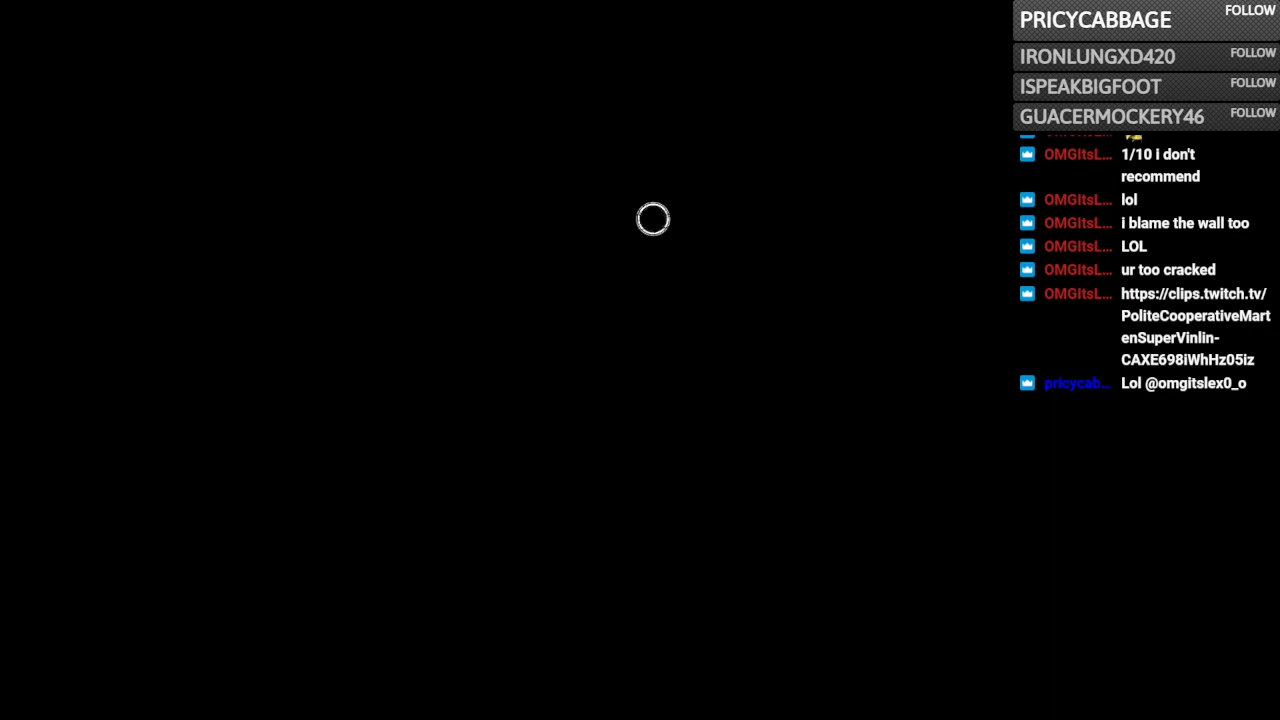 PRICYCABBAGE FOLLOW
IRONLUNGXD420 FOLLOW
ISPEAKBIGFOOT FOLLOW
GUACERMOCKERY46 FOLLOW
OMGItsL... 1/10 i don't
recommend
OMGItsL... lol
OMGItsL... i blame the wall too
OMGItsL... LOL
OMGItsL... ur too cracked
OMGItsL... https://clips.twitch.tv/
PoliteCooperativeMart
enSuperVinlin-
CAXE698iWhHz05iz
pricycab... Lol @omgitslex0_o